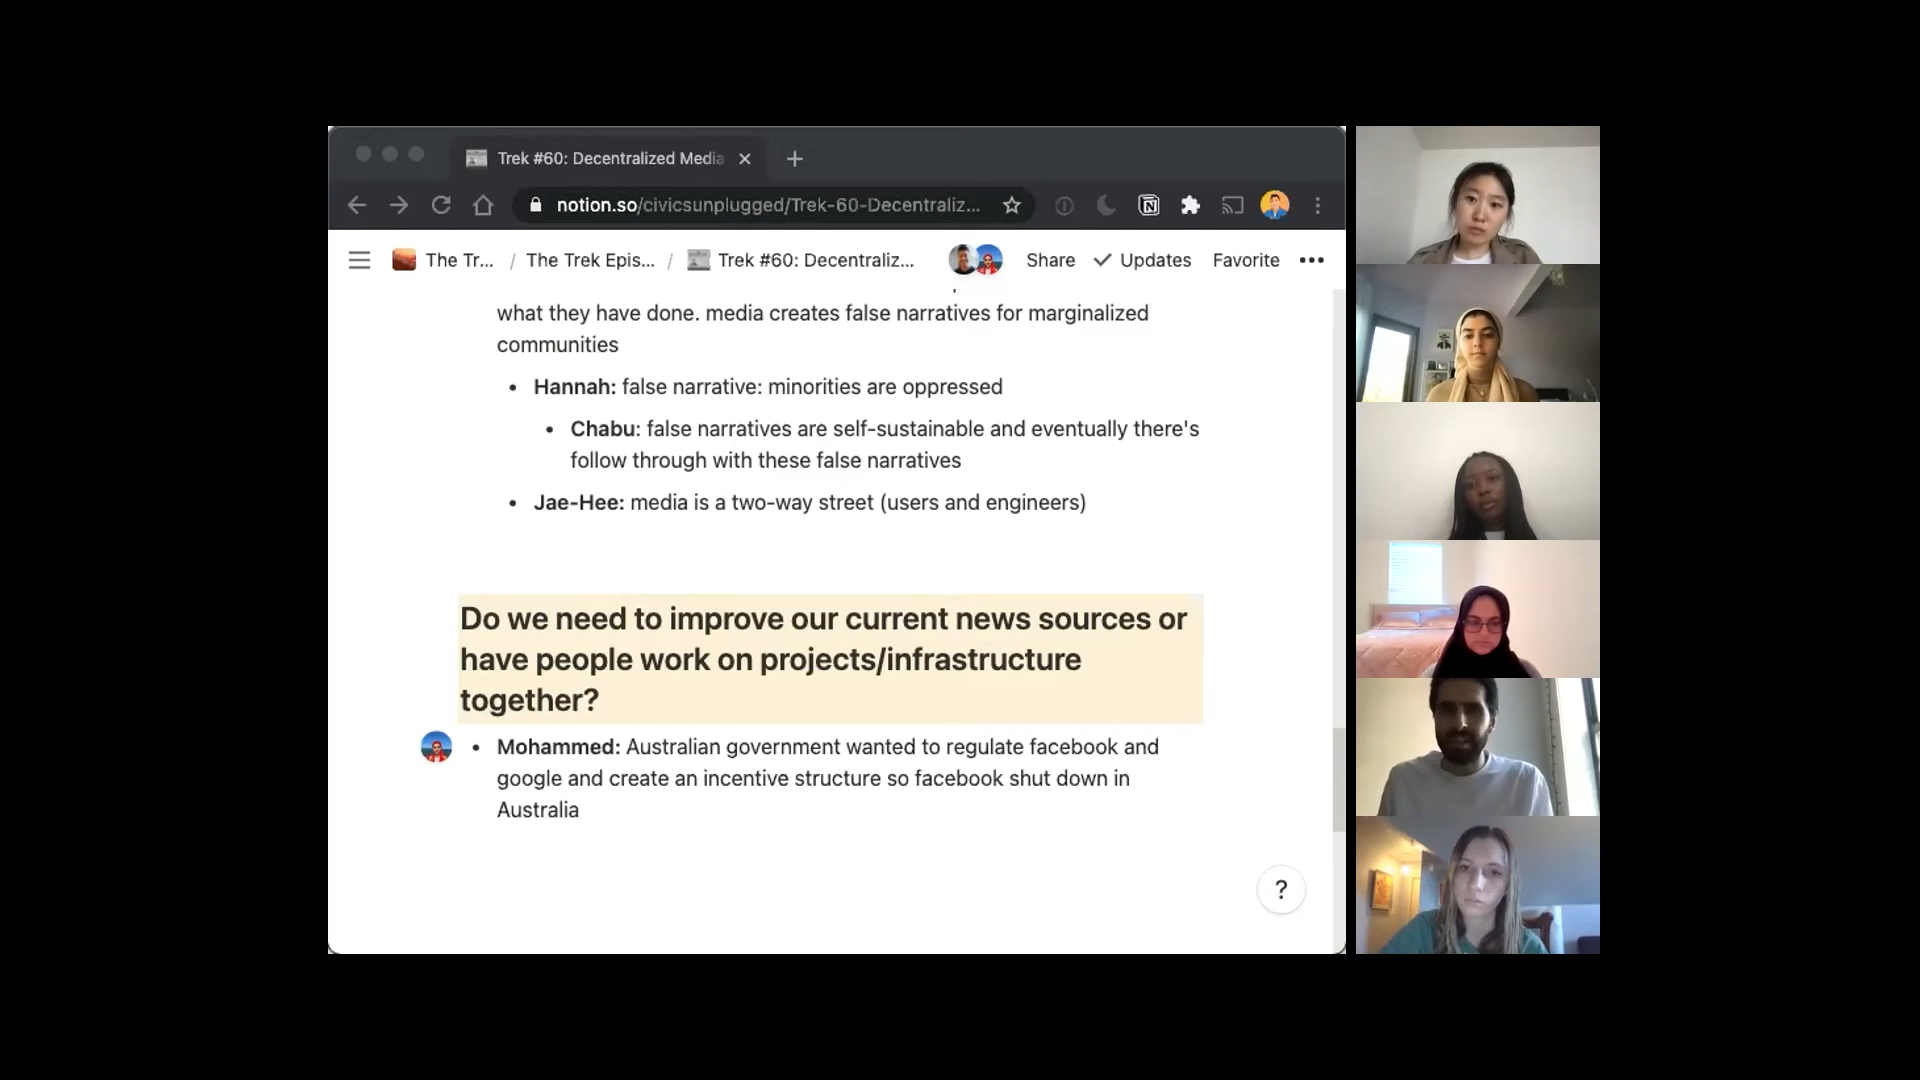 Trek #60: Decentralized Media
notion.so/civicsunplugged/Trek-60-Decentraliz...
The Tr... / The Trek Epis... / Trek #60: Decentraliz... Share Updates Favorite
what they have done. media creates false narratives for marginalized
communities
• Hannah: false narrative: minorities are oppressed
• Chabu: false narratives are self-sustainable and eventually there's
follow through with these false narratives
• Jae-Hee: media is a two-way street (users and engineers)
Do we need to improve our current news sources or
have people work on projects/infrastructure
together?
• Mohammed: Australian government wanted to regulate facebook and
google and create an incentive structure so facebook shut down in
Australia
?